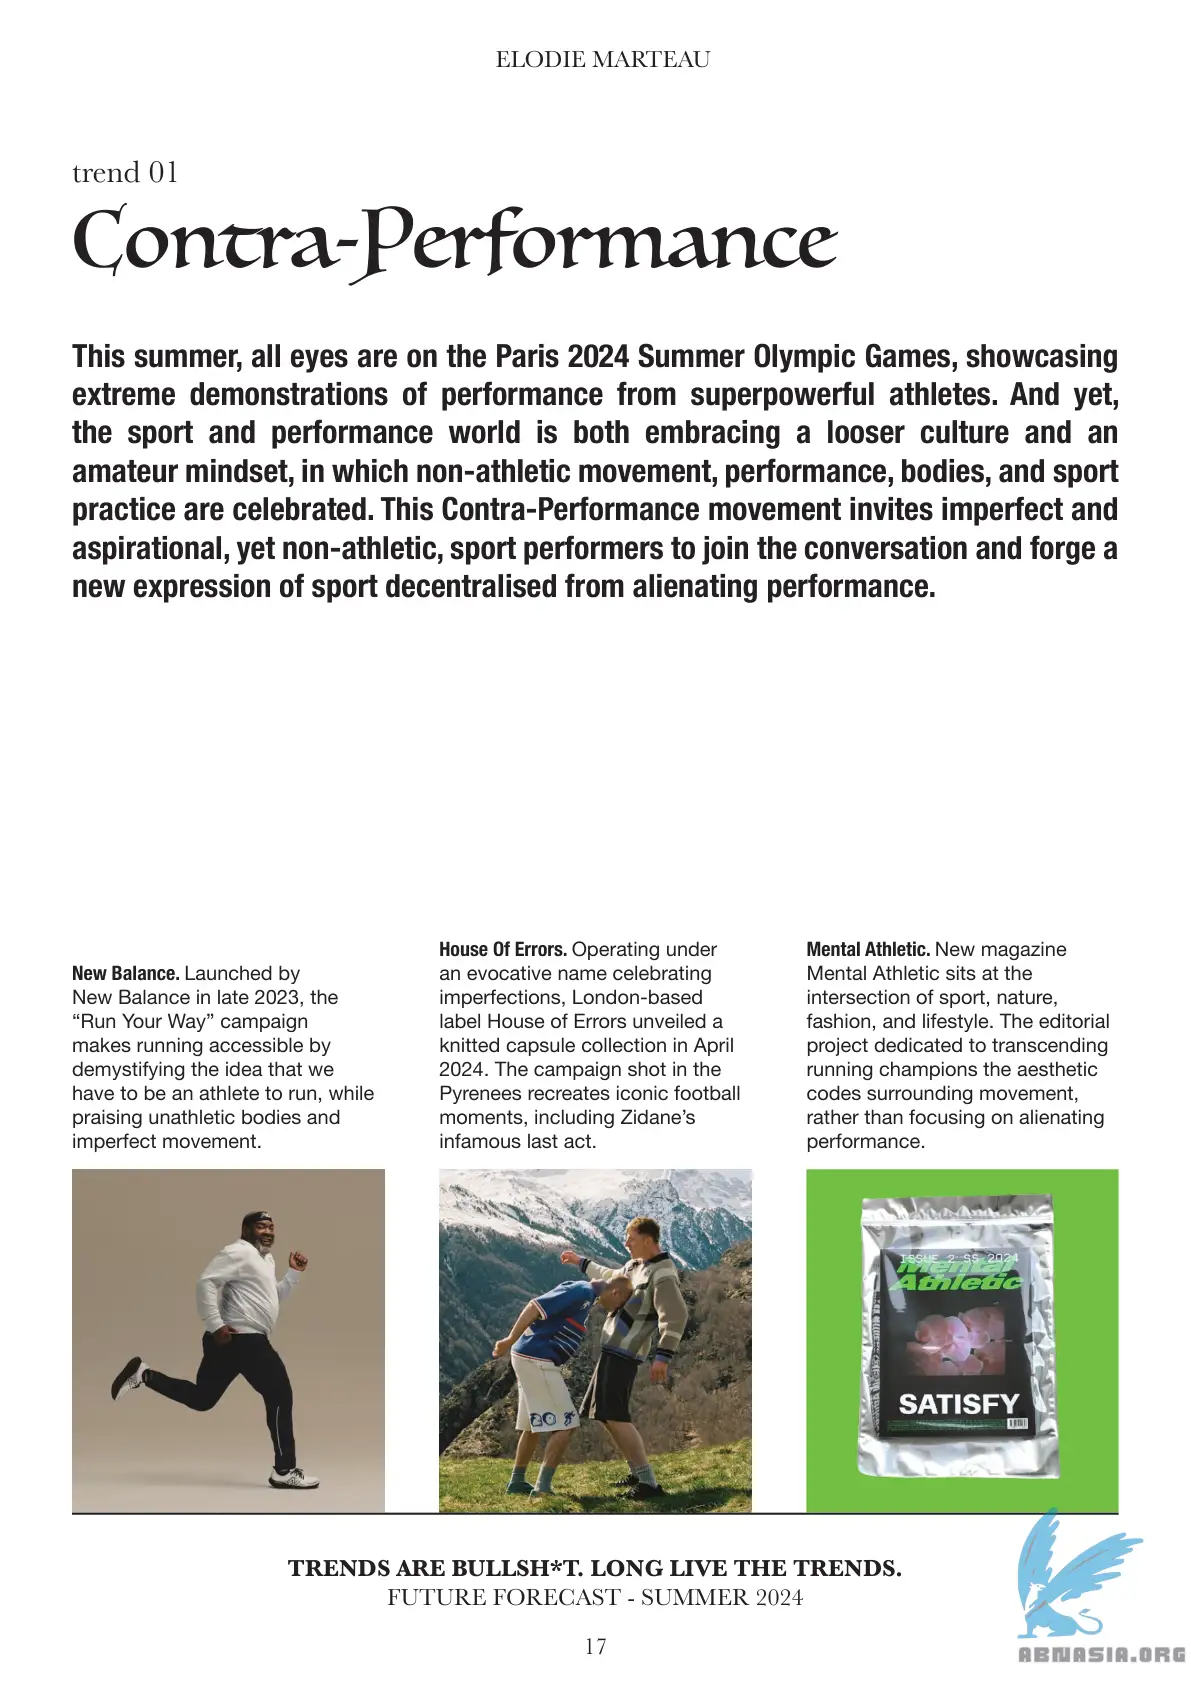 ELODIE MARTEAU
trend 01
Contra-Performance
This summer, all eyes are on the Paris 2024 Summer Olympic Games, showcasing
extreme demonstrations of performance from superpowerful athletes. And yet,
the sport and performance world is both embracing a looser culture and an
amateur mindset, in which non-athletic movement, performance, bodies, and sport
practice are celebrated. This Contra-Performance movement invites imperfect and
aspirational, yet non-athletic, sport performers to join the conversation and forge a
new expression of sport decentralised from alienating performance.
New Balance. Launched by
New Balance in late 2023, the
“Run Your Way” campaign
makes running accessible by
demystifying the idea that we
have to be an athlete to run, while
praising unathletic bodies and
imperfect movement.
House Of Errors. Operating under
an evocative name celebrating
imperfections, London-based
label House of Errors unveiled a
knitted capsule collection in April
2024. The campaign shot in the
Pyrenees recreates iconic football
moments, including Zidane’s
infamous last act.
Mental Athletic. New magazine
Mental Athletic sits at the
intersection of sport, nature,
fashion, and lifestyle. The editorial
project dedicated to transcending
running champions the aesthetic
codes surrounding movement,
rather than focusing on alienating
performance.
ISSUE 2 SS 2024
Mental
Athletic
SATISFY
TRENDS ARE BULLSH*T. LONG LIVE THE TRENDS.
FUTURE FORECAST - SUMMER 2024
17
ABNASIA.ORG